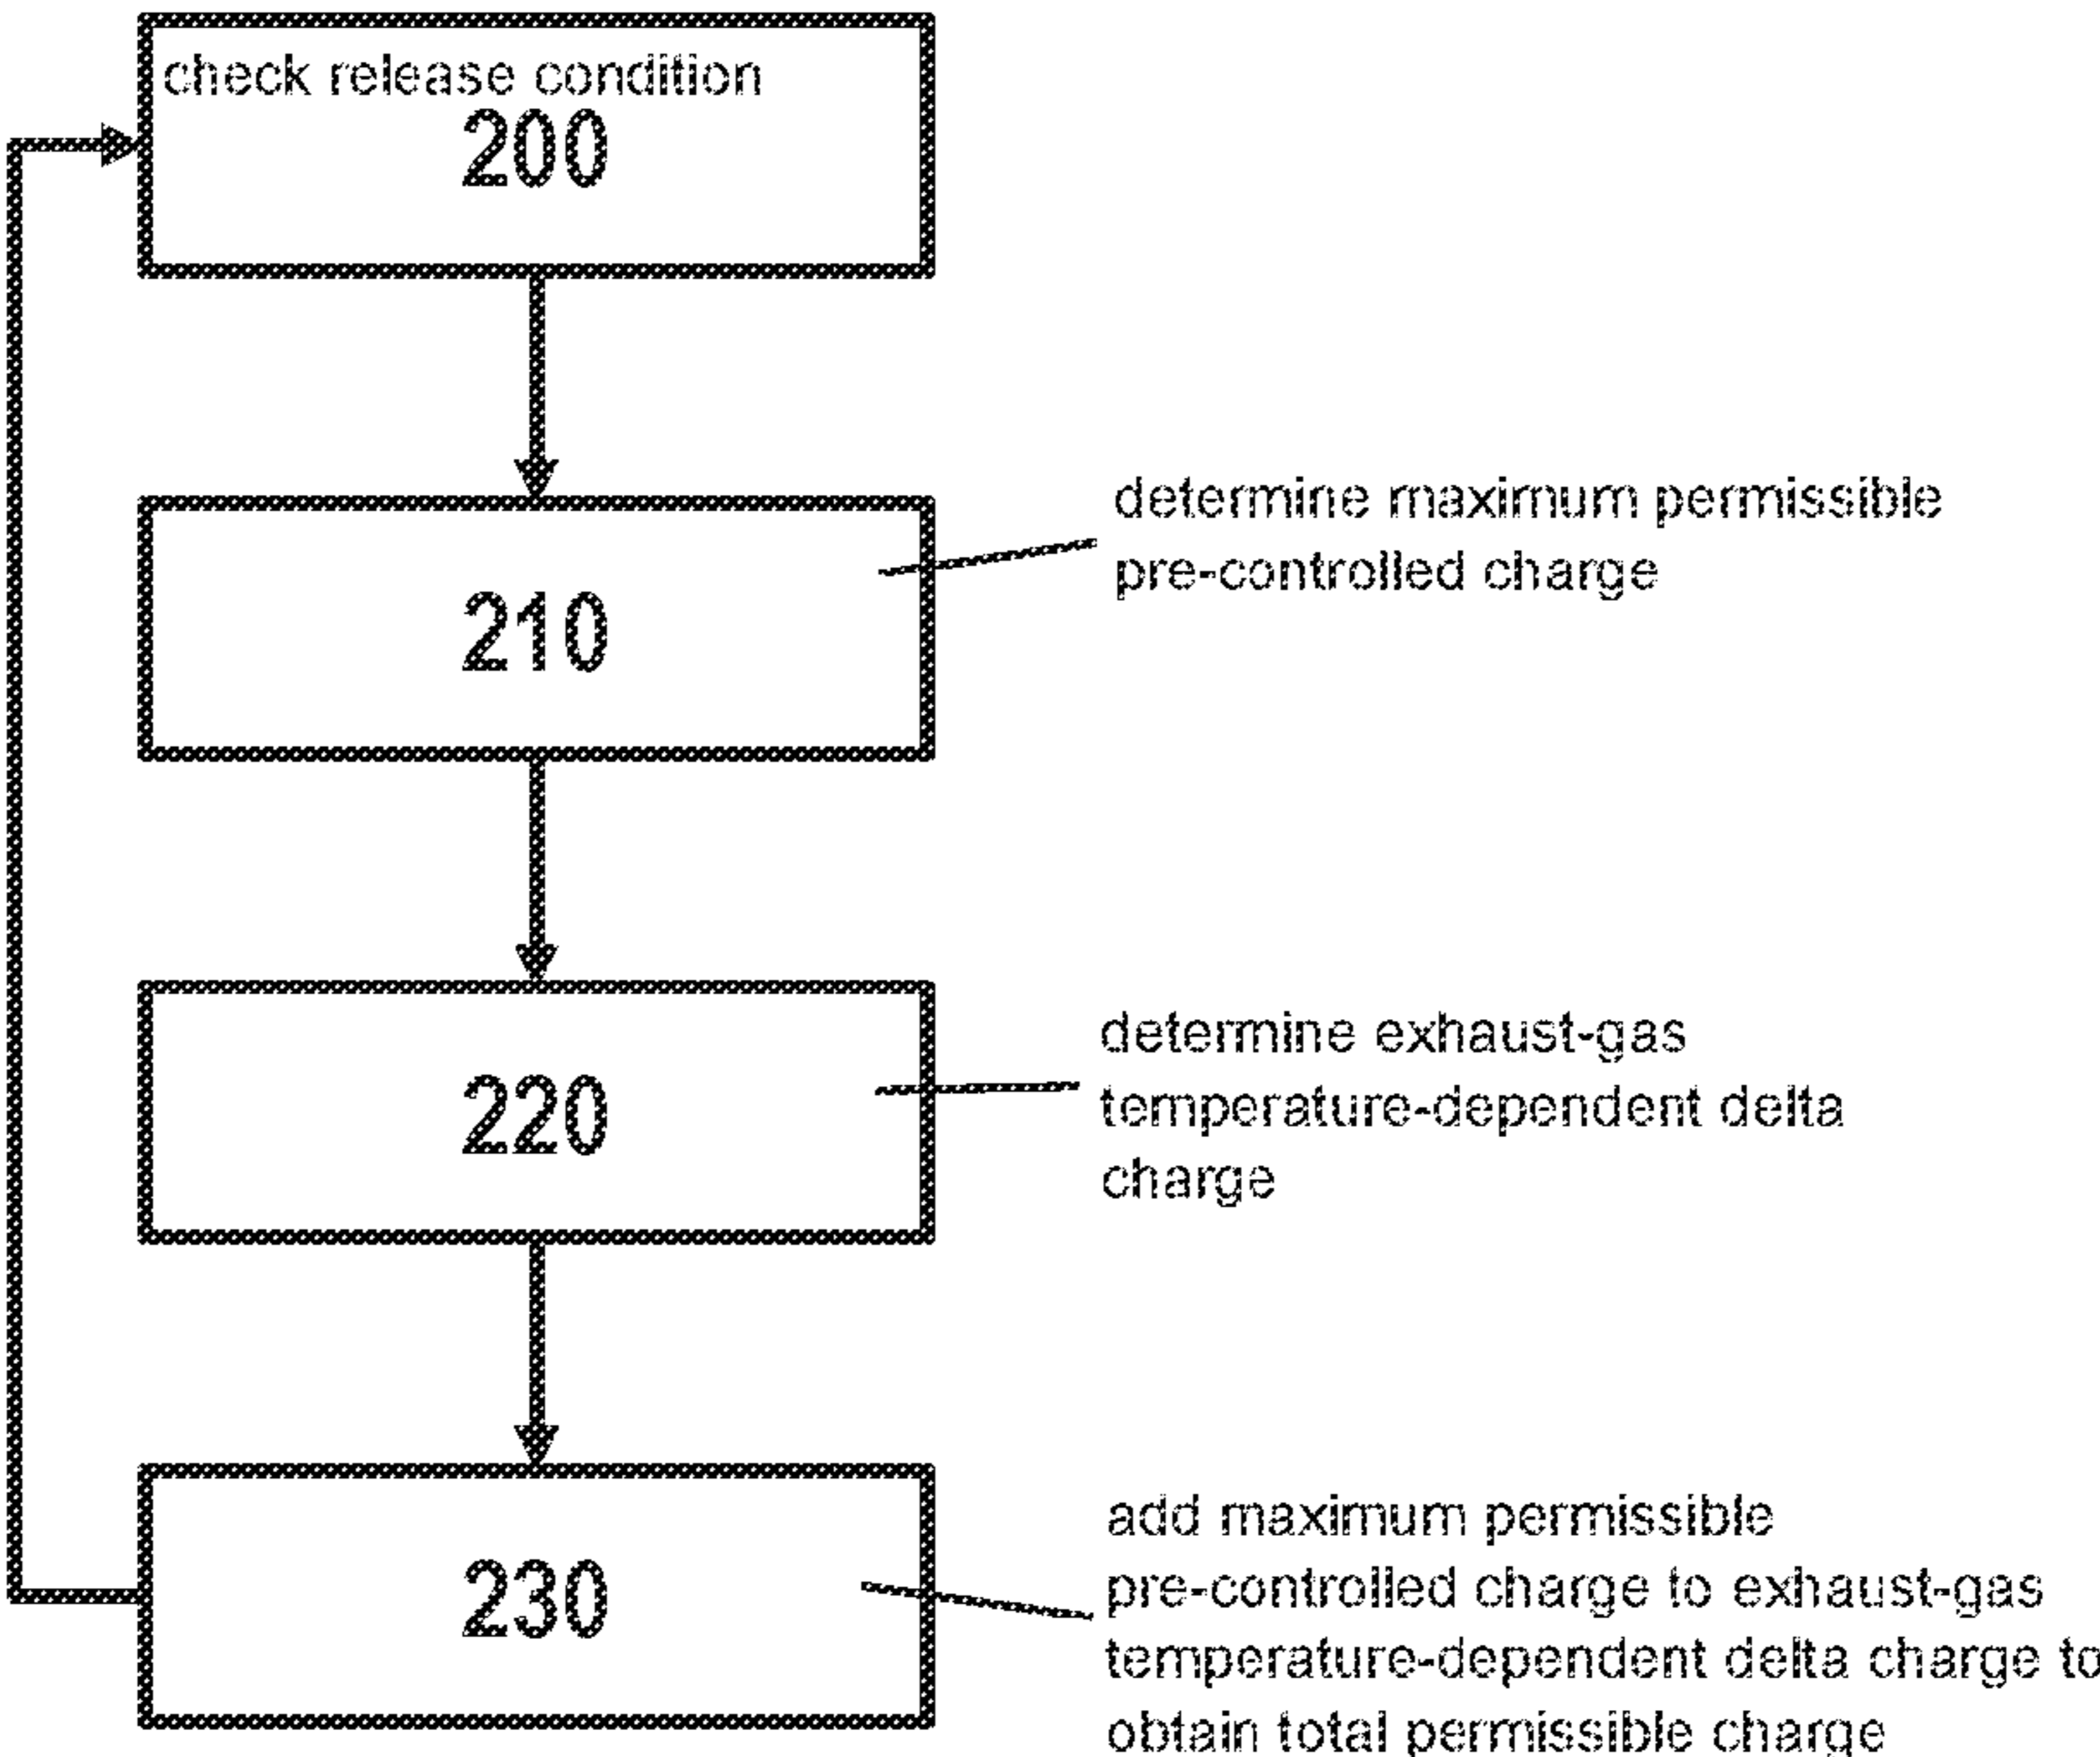 check release condition
200
determine maximum permissible
pre-controlled charge
210
determine exhaust-gas
temperature-dependent delta
charge
220
add maximum permissible
pre-controlled charge to exhaust-gas
temperature-dependent delta charge to
obtain total permissible charge
230